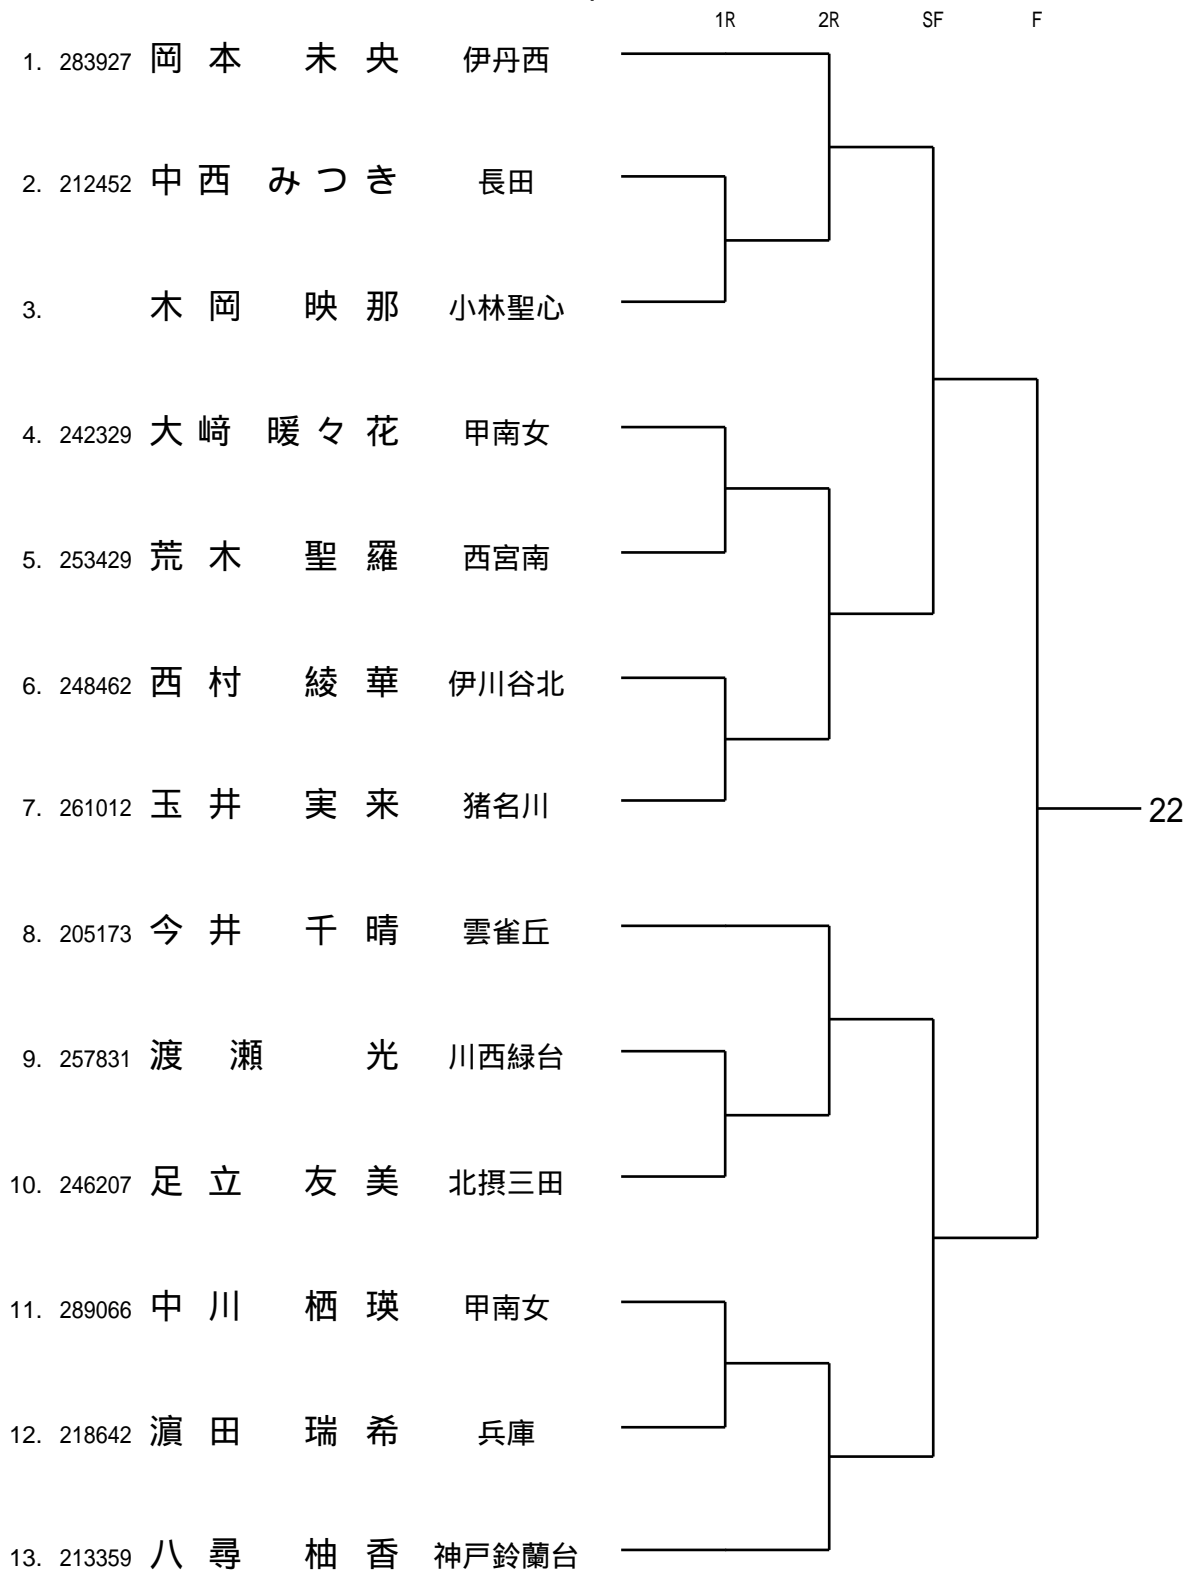 1R 2R SF F
1. 283927 岡本 未央 伊丹西
2. 212452 中西 みつき 長田
3. 木岡 映那 小林聖心
4. 242329 大﨑 暖々花 甲南女
5. 253429 荒木 聖羅 西宮南
6. 248462 西村 綾華 伊川谷北
7. 261012 玉井 実来 猪名川
22
8. 205173 今井 千晴 雲雀丘
9. 257831 渡瀬 光 川西緑台
10. 246207 足立 友美 北摂三田
11. 289066 中川 栖瑛 甲南女
12. 218642 濵田 瑞希 兵庫
13. 213359 八尋 柚香 神戸鈴蘭台